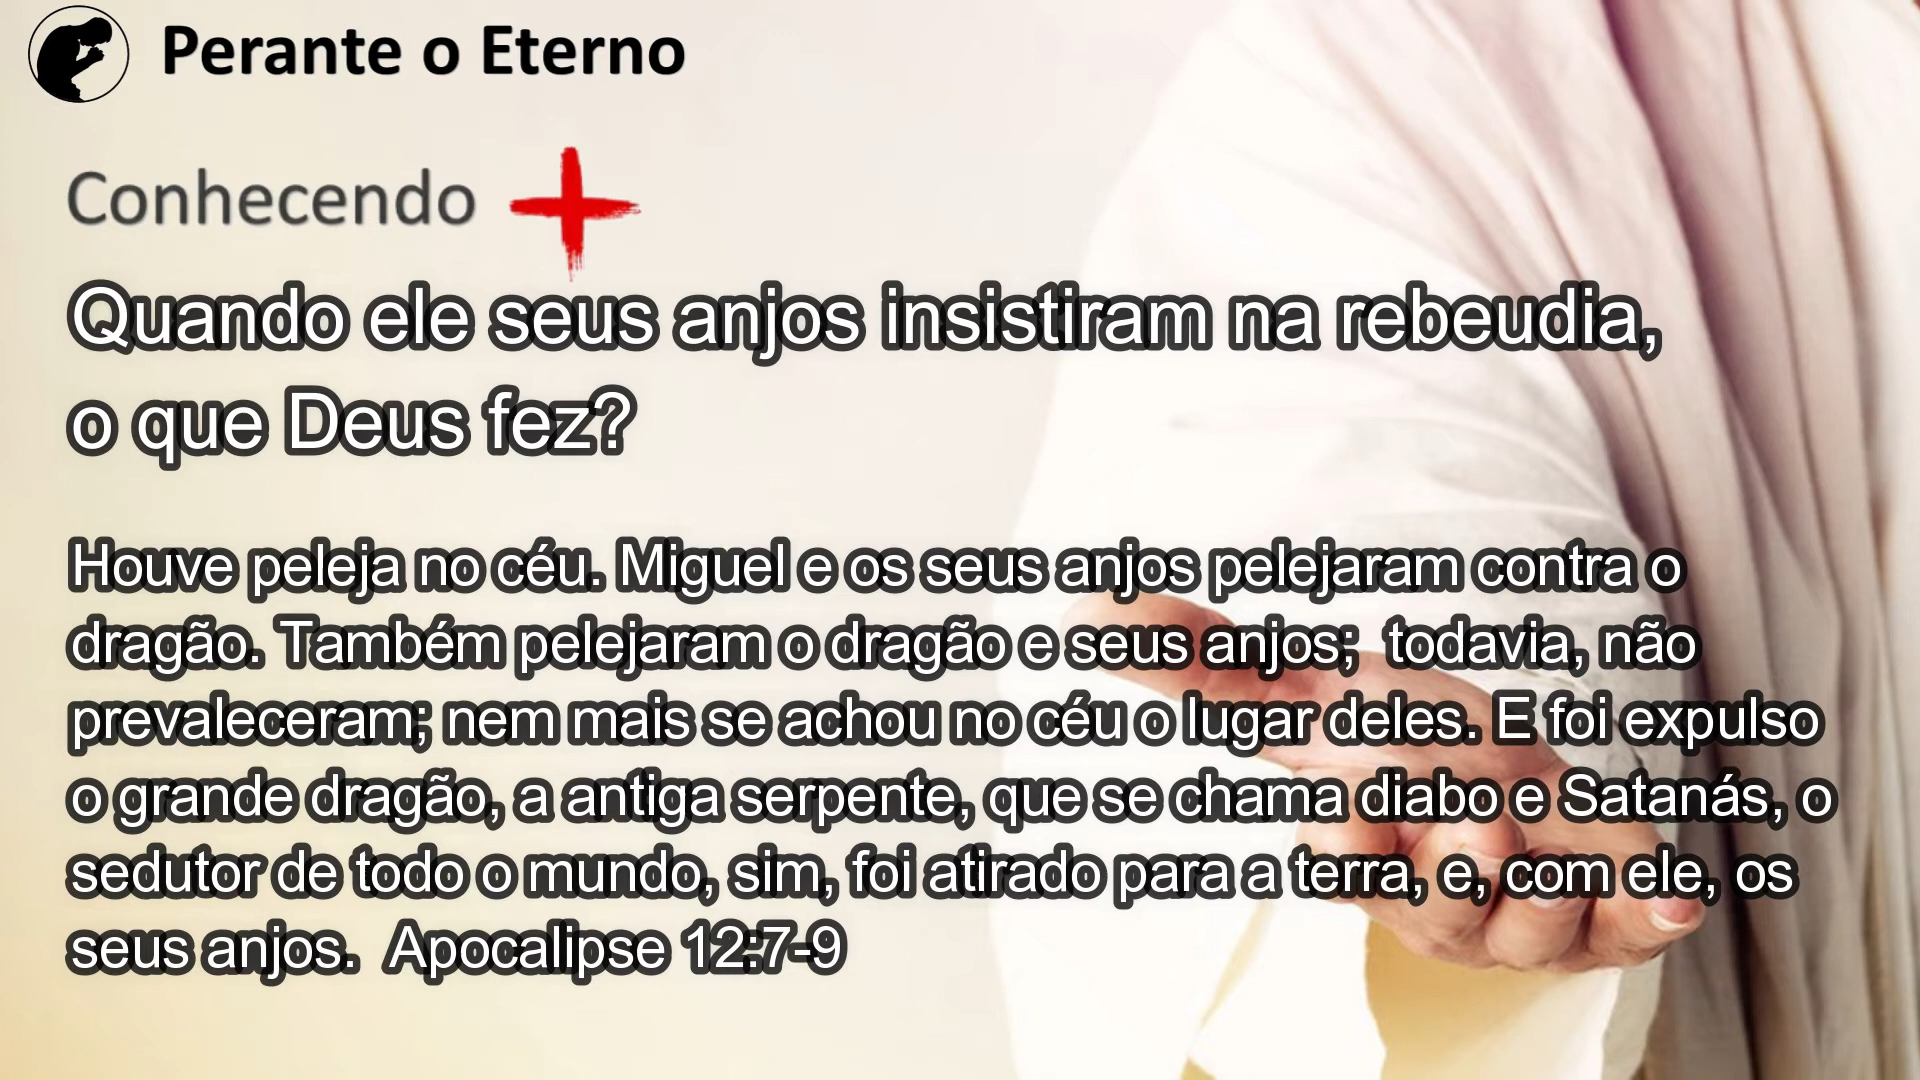 Perante o Eterno
Conhecendo
Quando ele seus anjos insistiram na rebeudia,
o que Deus fez?
Houve peleja no céu. Miguel e os seus anjos pelejaram contra o
dragão. Também pelejaram o dragão e seus anjos;  todavia, não
prevaleceram; nem mais se achou no céu o lugar deles. E foi expulso
o grande dragão, a antiga serpente, que se chama diabo e Satanás, o
sedutor de todo o mundo, sim, foi atirado para a terra, e, com ele, os
seus anjos.  Apocalipse 12:7-9